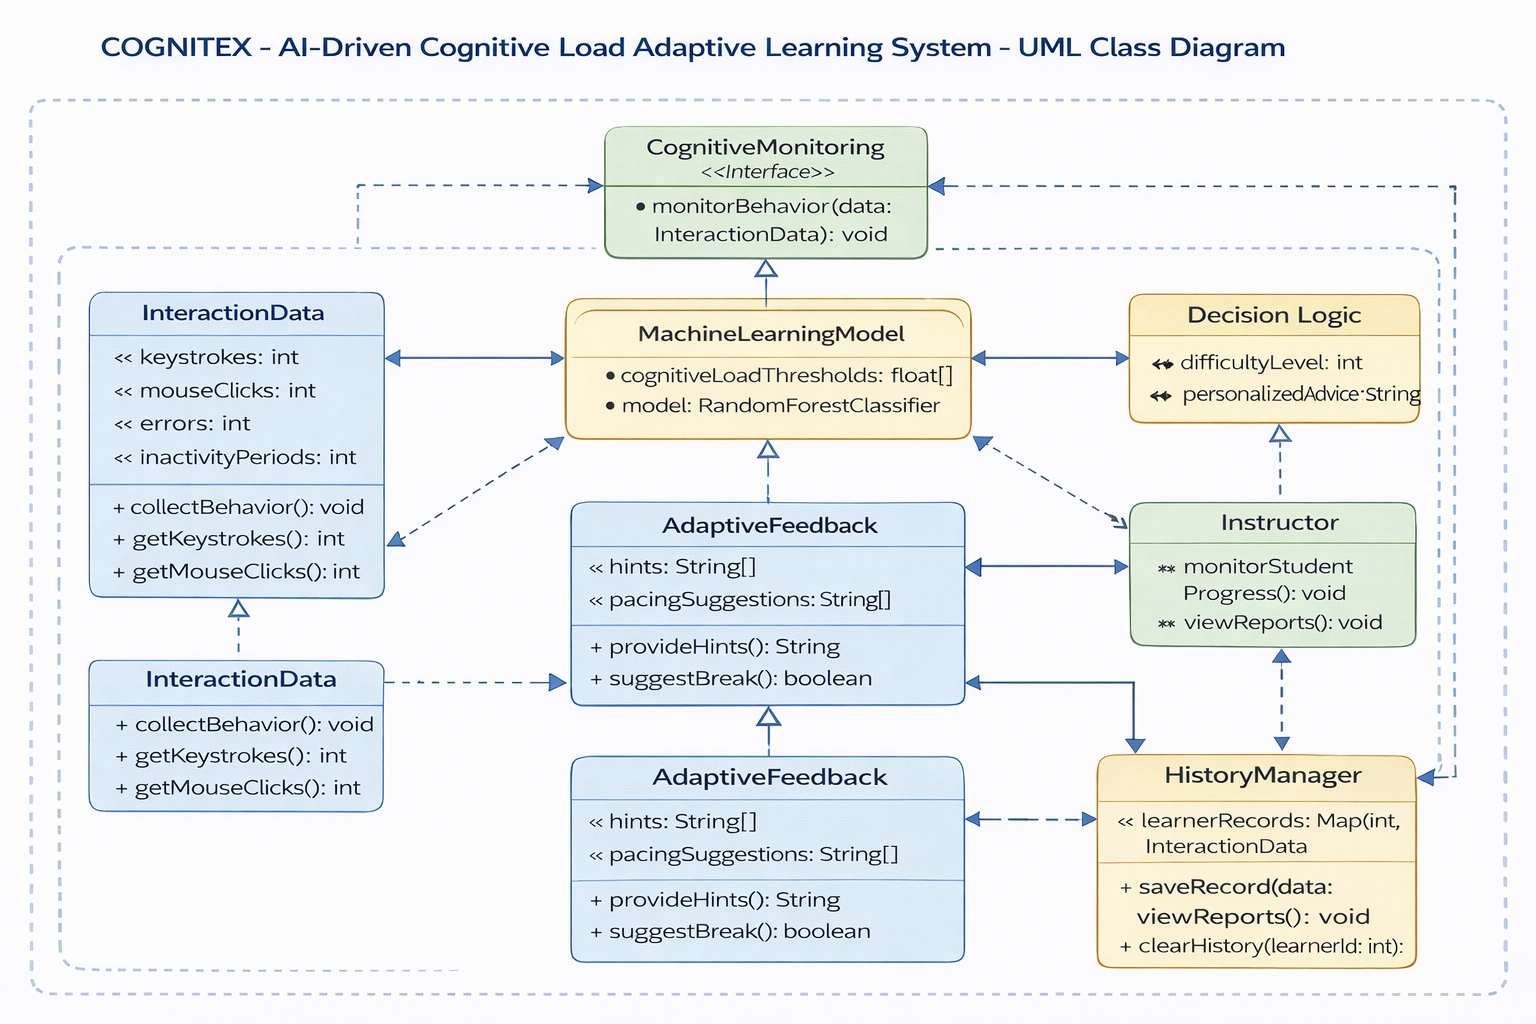 COGNITEX - AI-Driven Cognitive Load Adaptive Learning System - UML Class Diagram
CognitiveMonitoring
<<Interface>>
• monitorBehavior(data:
InteractionData): void
InteractionData
<< keystrokes: int
<< mouseClicks: int
<< errors: int
<< inactivityPeriods: int
+ collectBehavior(): void
+ getKeystrokes(): int
+ getMouseClicks(): int
MachineLearningModel
• cognitiveLoadThresholds: float[]
• model: RandomForestClassifier
Decision Logic
difficultyLevel: int
personalizedAdvice:String
AdaptiveFeedback
<< hints: String[]
<< pacingSuggestions: String[]
+ provideHints(): String
+ suggestBreak(): boolean
Instructor
** monitorStudent
Progress(): void
** viewReports(): void
InteractionData
+ collectBehavior(): void
+ getKeystrokes(): int
+ getMouseClicks(): int
AdaptiveFeedback
<< hints: String[]
<< pacingSuggestions: String[]
+ provideHints(): String
+ suggestBreak(): boolean
HistoryManager
<< learnerRecords: Map(int,
InteractionData
+ saveRecord(data:
viewReports(): void
+ clearHistory(learnerId: int):